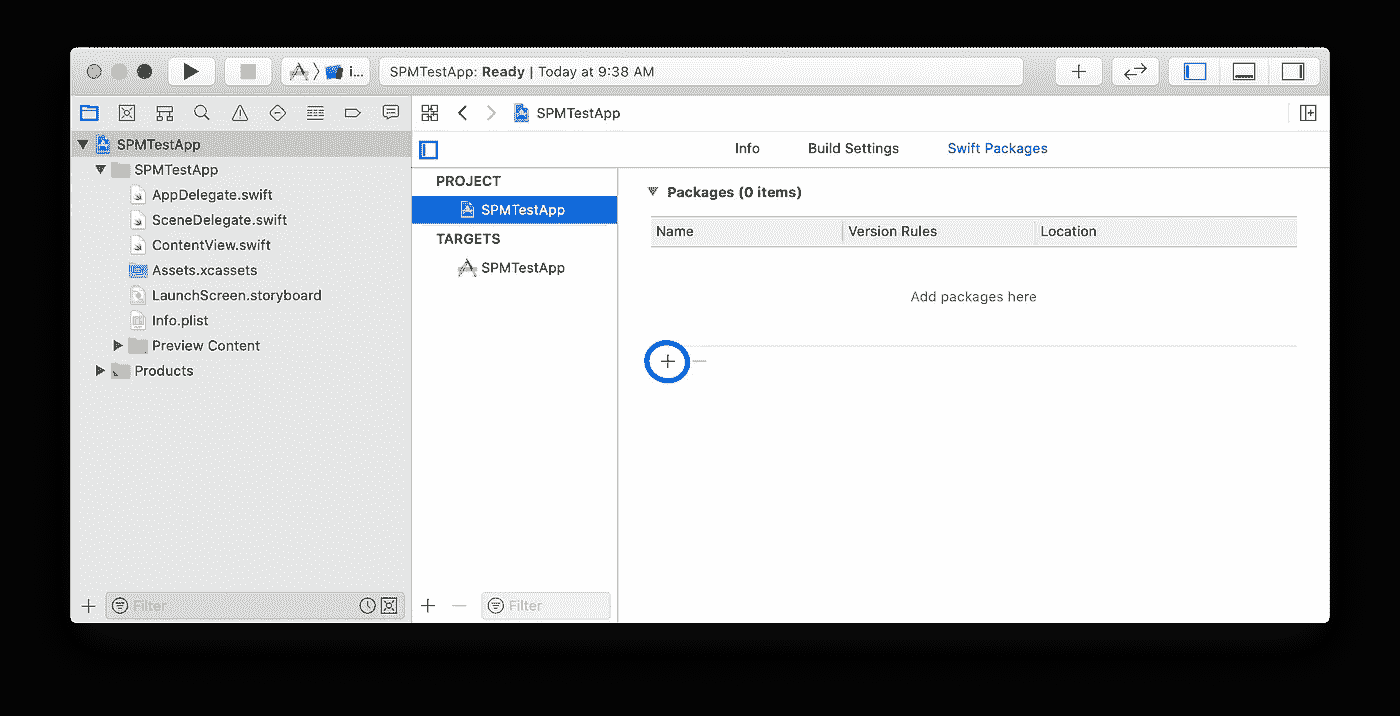 i...
SPMTestApp: Ready | Today at 9:38 AM
SPMTestApp
SPMTestApp
SPMTestApp
AppDelegate.swift
SceneDelegate.swift
ContentView.swift
Assets.xcassets
LaunchScreen.storyboard
Info.plist
Preview Content
Products
Filter
Info
Build Settings
Swift Packages
PROJECT
SPMTestApp
TARGETS
SPMTestApp
Filter
Packages (0 items)
Name
Version Rules
Location
Add packages here